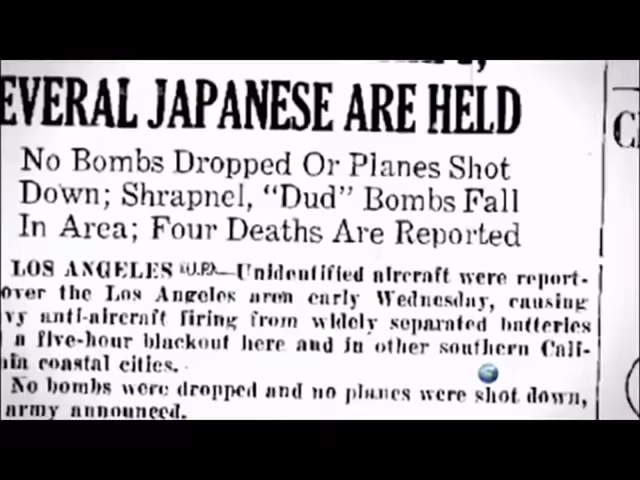 EVERAL JAPANESE ARE HELD
No Bombs Dropped Or Planes Shot
Down; Shrapnel, "Dud" Bombs Fall
In Area; Four Deaths Are Reported
LOS ANGELES (U.P.)—Unidentified aircraft were report-
over the Los Angeles area early Wednesday, causing
vy anti-aircraft firing from widely separated batteries
a five-hour blackout here and in other southern Cali-
nia coastal cities.
No bombs were dropped and no planes were shot down,
army announced.